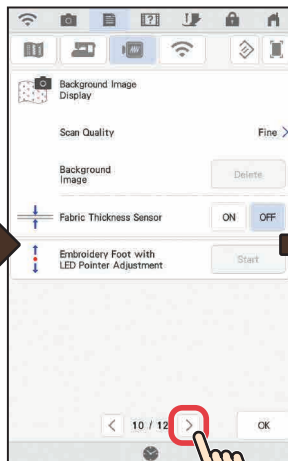 Background Image
Display
Scan Quality
Fine >
Background
Image
Delete
Fabric Thickness Sensor
ON
OFF
Embroidery Foot with
LED Pointer Adjustment
Start
< 10 / 12 >
OK